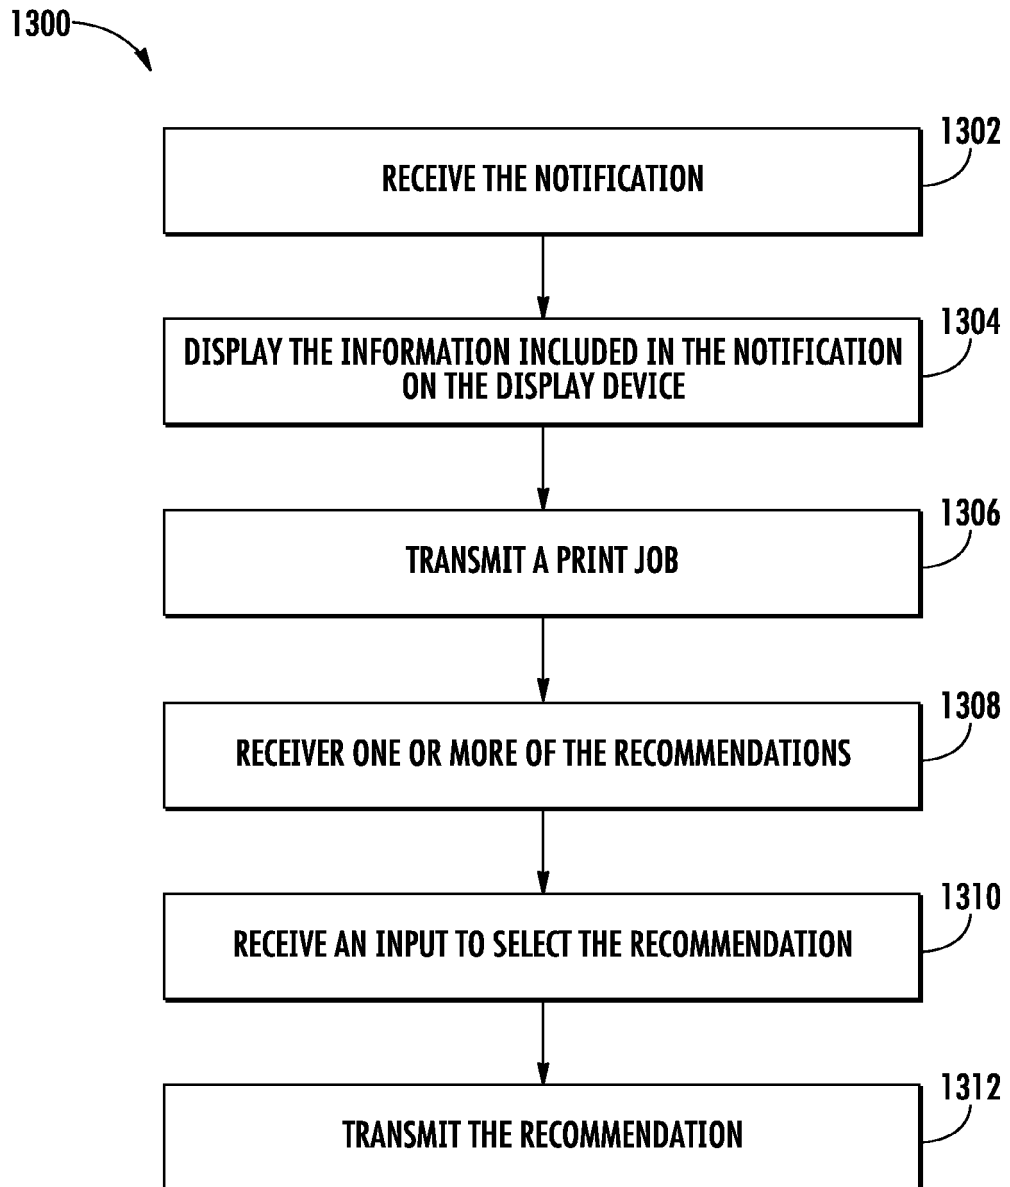 1300
1302
RECEIVE THE NOTIFICATION
1304
DISPLAY THE INFORMATION INCLUDED IN THE NOTIFICATION
ON THE DISPLAY DEVICE
1306
TRANSMIT A PRINT JOB
1308
RECEIVER ONE OR MORE OF THE RECOMMENDATIONS
1310
RECEIVE AN INPUT TO SELECT THE RECOMMENDATION
1312
TRANSMIT THE RECOMMENDATION